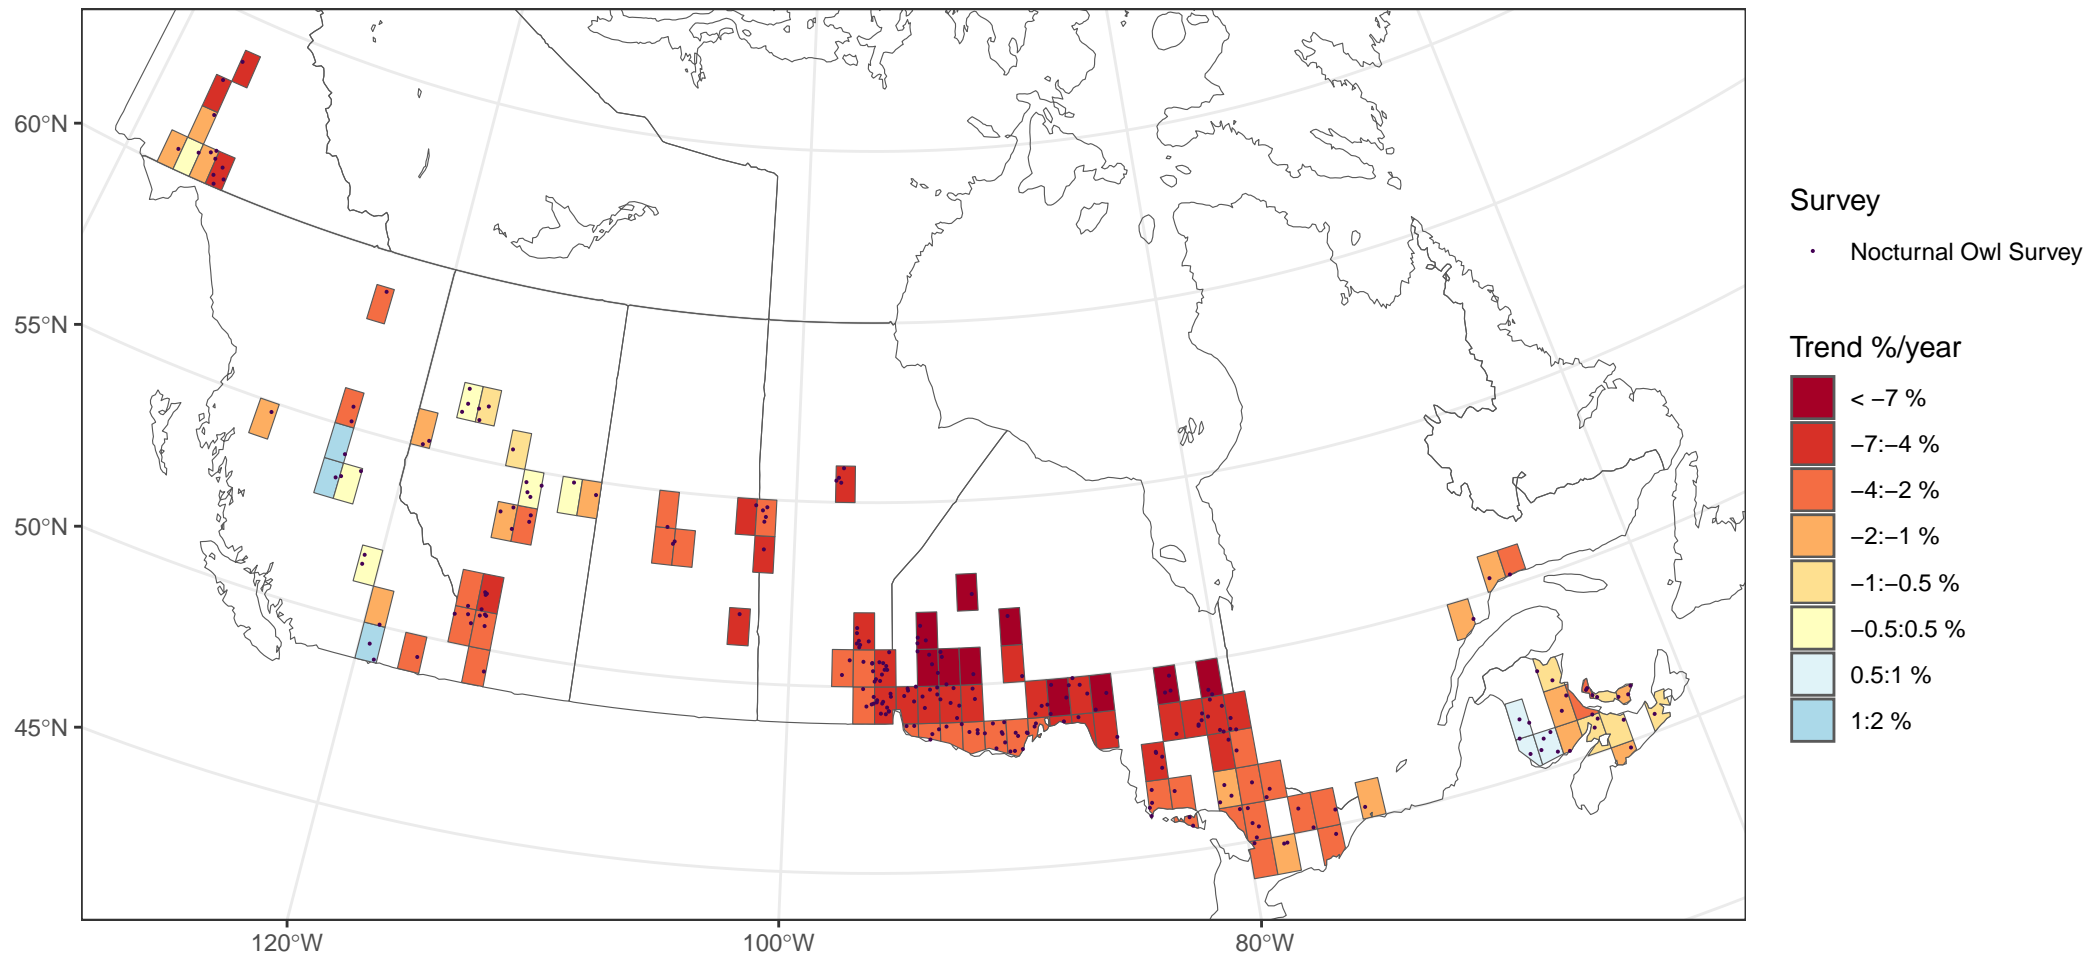 60°N
55°N
50°N
45°N
120°W
100°W
80°W
Survey
Nocturnal Owl Survey
Trend %/year
< −7 %
−7:−4 %
−4:−2 %
−2:−1 %
−1:−0.5 %
−0.5:0.5 %
0.5:1 %
1:2 %